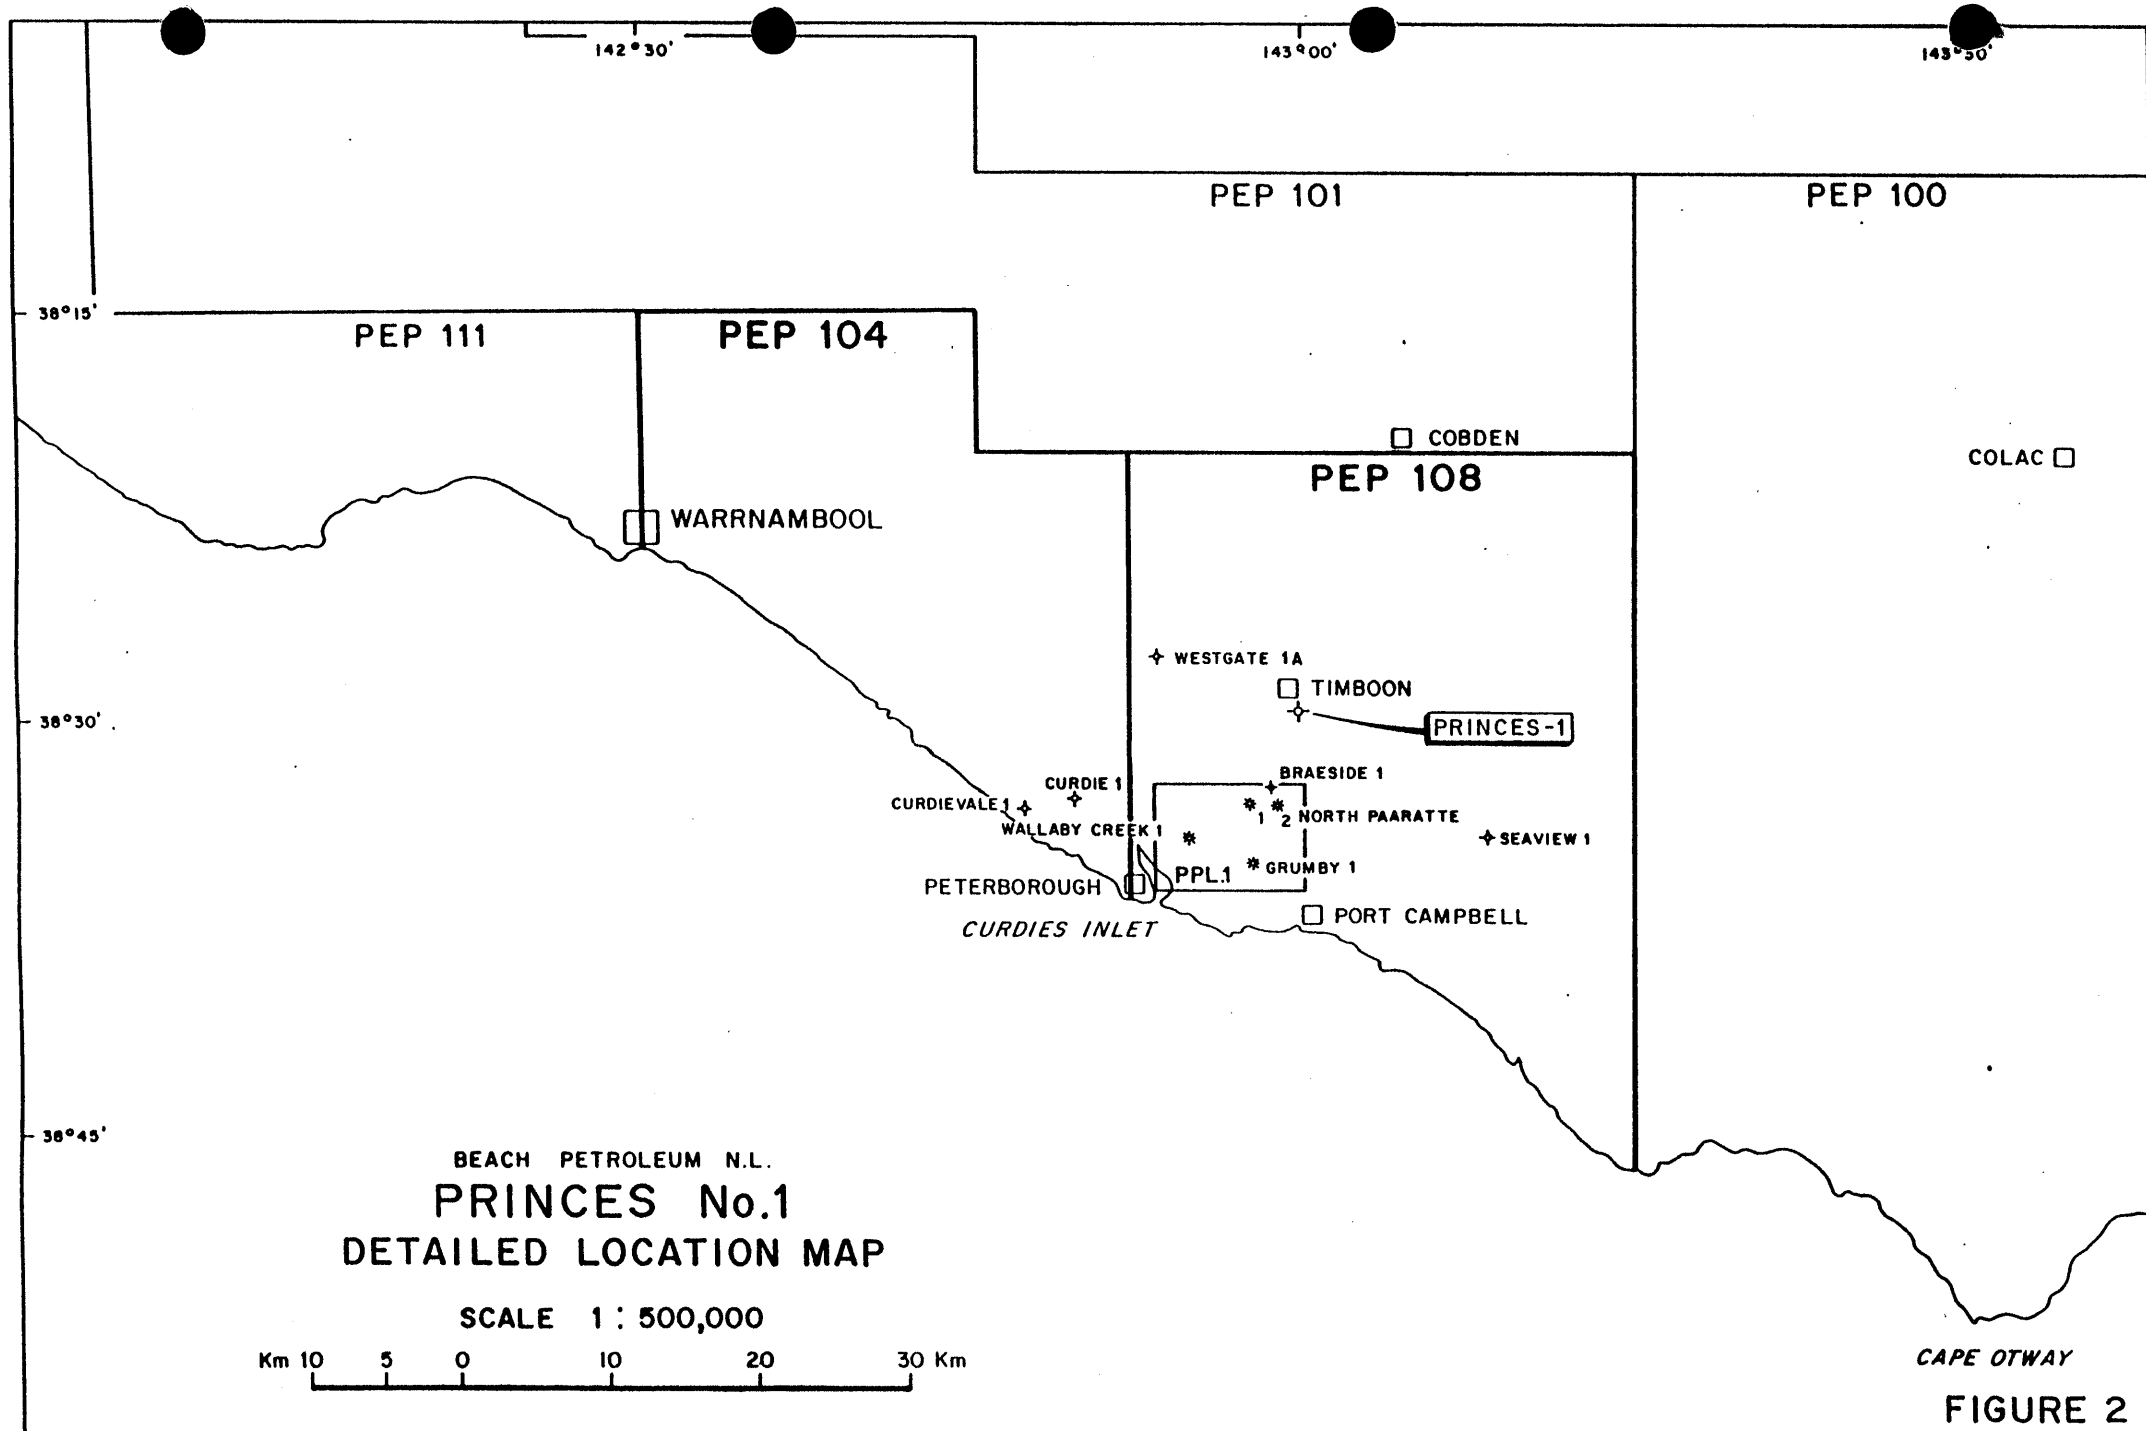 142°30' 143°00' 143°30'
PEP 101 PEP 100
38°15'
PEP 111 PEP 104
COBDEN
COLAC
PEP 108
WARRNAMBOOL
WESTGATE 1A
TIMBOON
38°30'
PRINCES-1
BRAESIDE 1
CURDIE 1
CURDIEVALE 1
1 2 NORTH PAARATTE
WALLABY CREEK 1
SEAVIEW 1
GRUMBY 1
PPL.1
PETERBOROUGH
PORT CAMPBELL
CURDIES INLET
38°45'
BEACH PETROLEUM N.L.
PRINCES No.1
DETAILED LOCATION MAP
SCALE 1:500,000
Km 10 5 0 10 20 30 Km
CAPE OTWAY
FIGURE 2